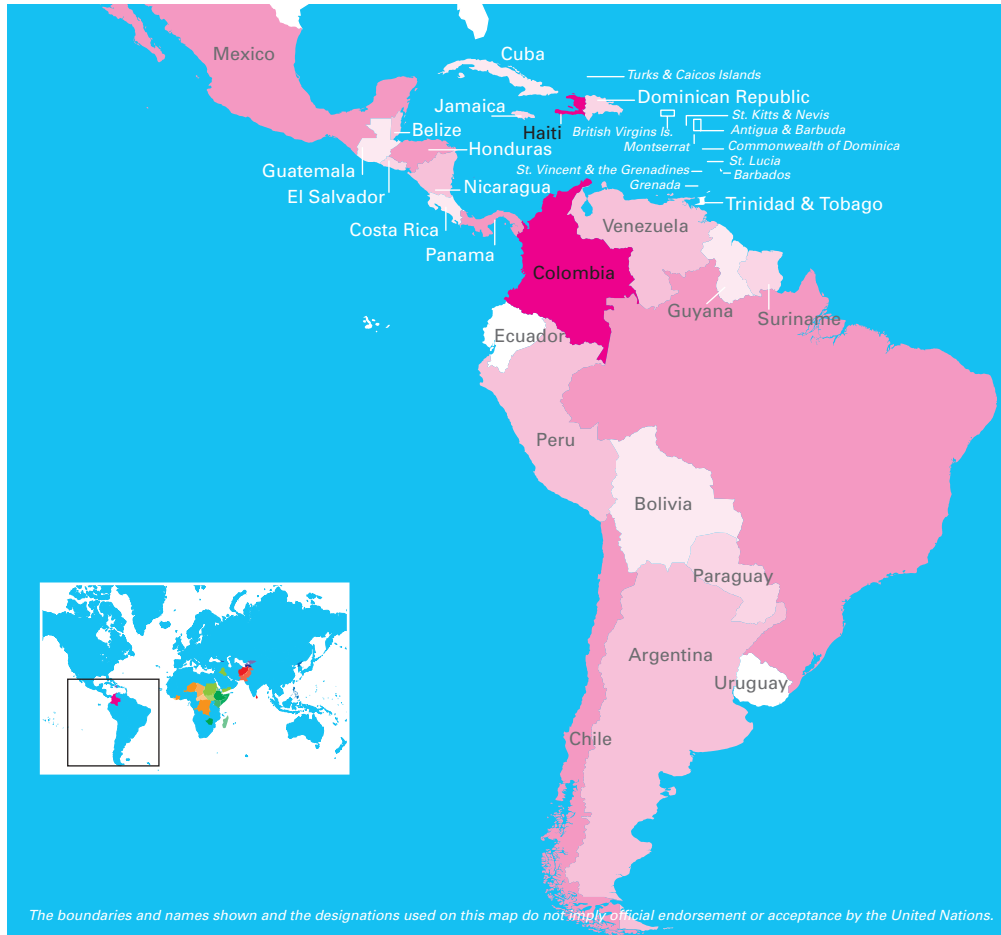 Mexico
Cuba
Turks & Caicos Islands
Dominican Republic
Jamaica
St. Kitts & Nevis
Belize
Haiti
British Virgins Is.
Antigua & Barbuda
Montserrat
Commonwealth of Dominica
Honduras
St. Lucia
Guatemala
St. Vincent & the Grenadines
Barbados
El Salvador
Nicaragua
Grenada
Trinidad & Tobago
Costa Rica
Venezuela
Panama
Colombia
Guyana
Suriname
Ecuador
Peru
Bolivia
Paraguay
Argentina
Uruguay
Chile
The boundaries and names shown and the designations used on this map do not imply official endorsement or acceptance by the United Nations.